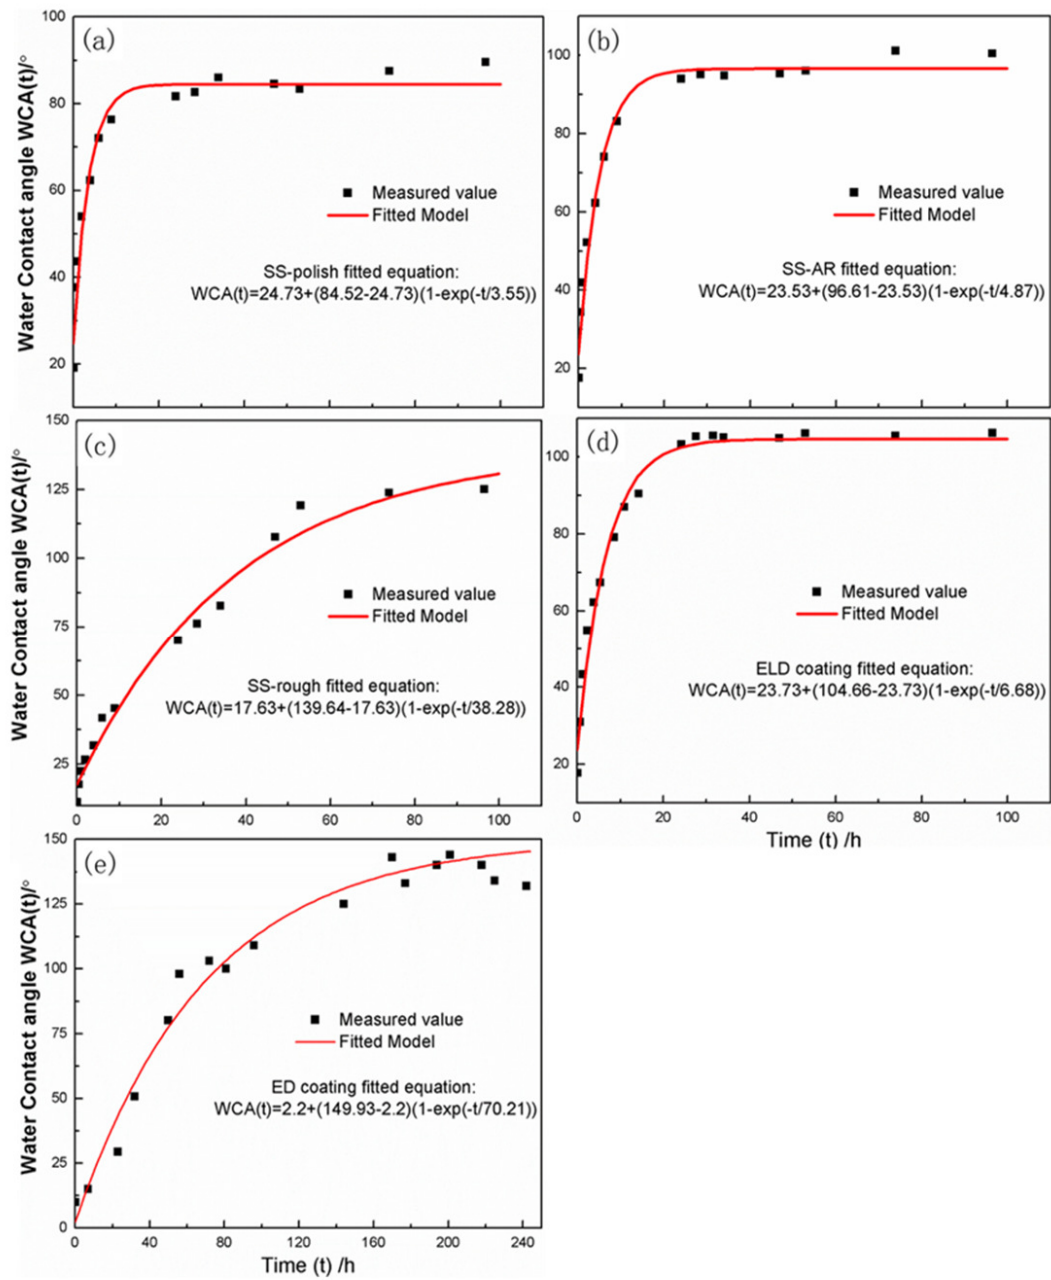 (a)
Water Contact angle WCA(t)/°
100
80
60
40
20
Measured value
Fitted Model
SS-polish fitted equation:
WCA(t)=24.73+(84.52-24.73)(1-exp(-t/3.55))
(b)
100
80
60
40
20
Measured value
Fitted Model
SS-AR fitted equation:
WCA(t)=23.53+(96.61-23.53)(1-exp(-t/4.87))
(c)
Water Contact angle WCA(t)/°
150
125
100
75
50
25
Measured value
Fitted Model
SS-rough fitted equation:
WCA(t)=17.63+(139.64-17.63)(1-exp(-t/38.28))
0 20 40 60 80 100
(d)
100
80
60
40
20
Measured value
Fitted Model
ELD coating fitted equation:
WCA(t)=23.73+(104.66-23.73)(1-exp(-t/6.68))
0 20 40 60 80 100
Time (t) /h
(e)
Water Contact angle WCA(t)/°
150
125
100
75
50
25
0
Measured value
Fitted Model
ED coating fitted equation:
WCA(t)=2.2+(149.93-2.2)(1-exp(-t/70.21))
0 40 80 120 160 200 240
Time (t) /h